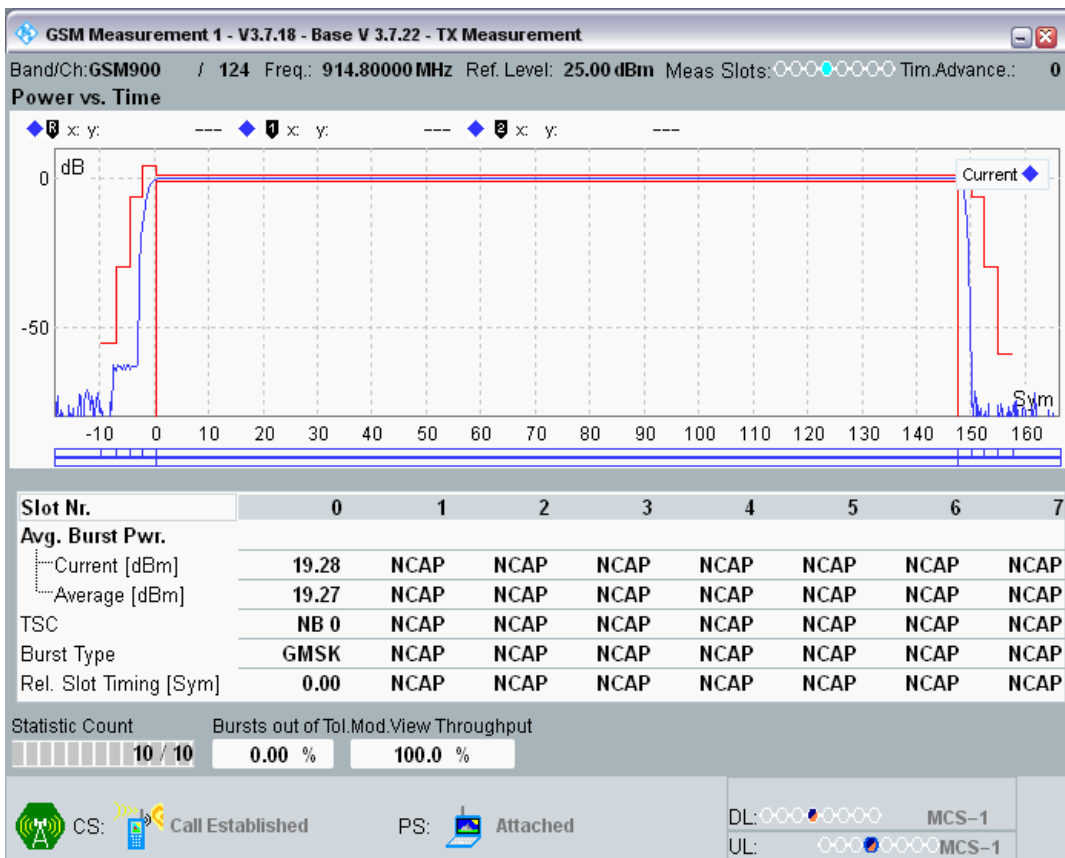 GSM Measurement 1 - V3.7.18 - Base V 3.7.22 - TX Measurement
Band/Ch:GSM900 / 124 Freq.: 914.80000 MHz Ref. Level: 25.00 dBm Meas Slots: Tim.Advance.: 0
Power vs. Time
R x: y: --- 1 x: y: --- 2 x: y: ---
dB
Current
0
-50
Sym
-10 0 10 20 30 40 50 60 70 80 90 100 110 120 130 140 150 160
Slot Nr. 0 1 2 3 4 5 6 7
Avg. Burst Pwr.
Current [dBm] 19.28 NCAP NCAP NCAP NCAP NCAP NCAP NCAP
Average [dBm] 19.27 NCAP NCAP NCAP NCAP NCAP NCAP NCAP
TSC NB 0 NCAP NCAP NCAP NCAP NCAP NCAP NCAP
Burst Type GMSK NCAP NCAP NCAP NCAP NCAP NCAP NCAP
Rel. Slot Timing [Sym] 0.00 NCAP NCAP NCAP NCAP NCAP NCAP NCAP
Statistic Count Bursts out of Tol.Mod.View Throughput
10 / 10 0.00 % 100.0 %
CS: Call Established PS: Attached
DL: MCS-1
UL: MCS-1